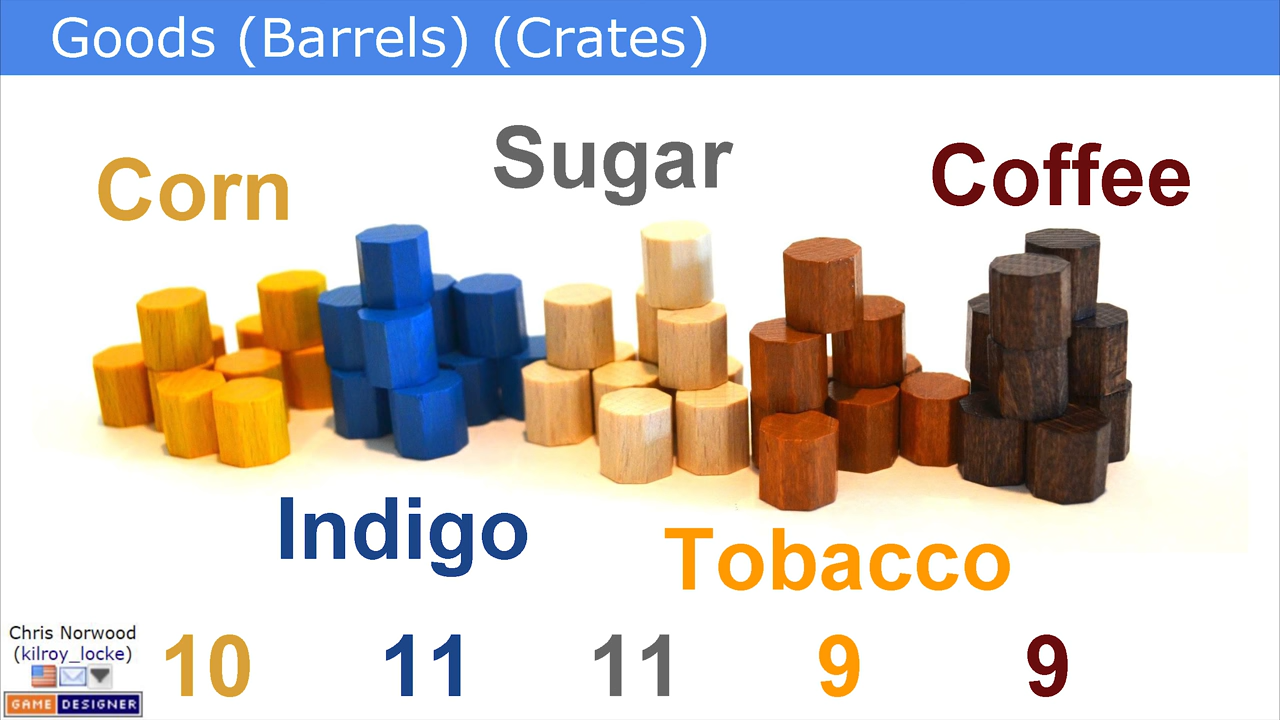 Goods (Barrels) (Crates)
Sugar
Corn
Coffee
Indigo
Tobacco
Chris Norwood
(kilroy_locke)
10 11 11 9 9
GAME DESIGNER